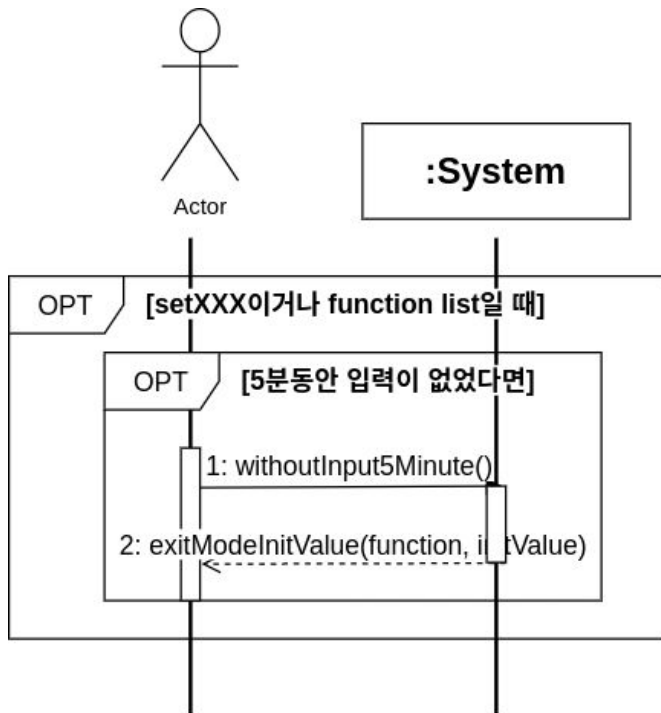 Actor
:System
OPT
[setXXX이거나 function list일 때]
OPT
[5분동안 입력이 없었다면]
1: withoutInput5Minute()
2: exitModeInitValue(function, initValue)